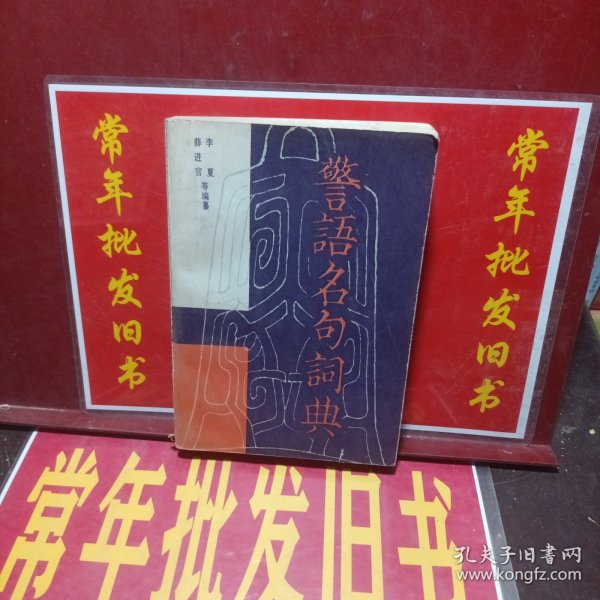 常年批发旧书
李夏
薛进官
等编纂
警語名句詞典
常年批发旧书
常年批发旧书
孔夫子旧书网
www.kongfz.com